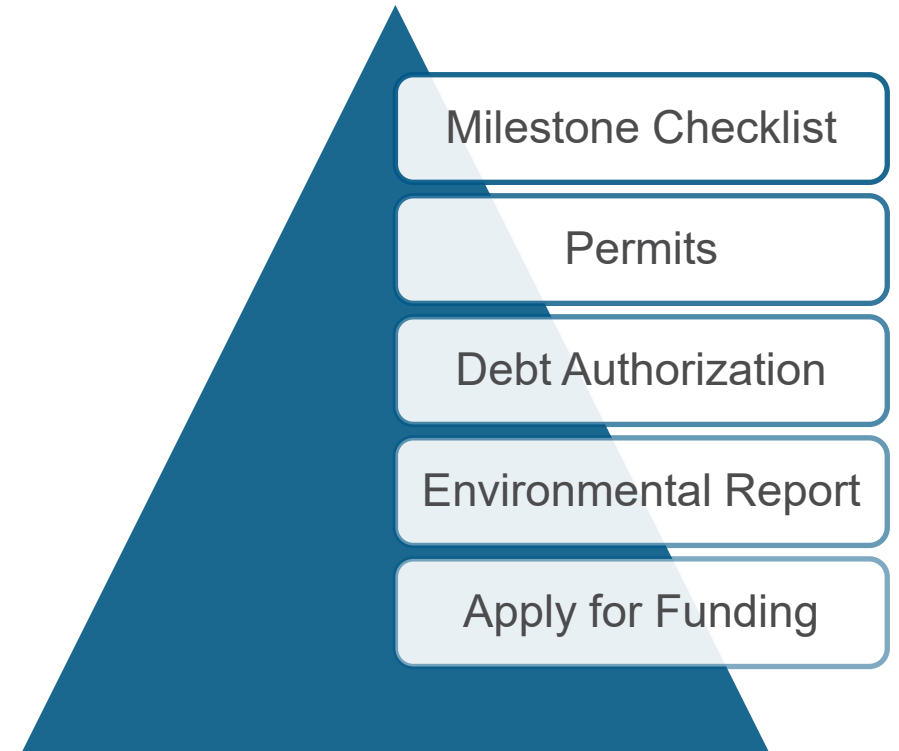 Milestone Checklist
Permits
Debt Authorization
Environmental Report
Apply for Funding